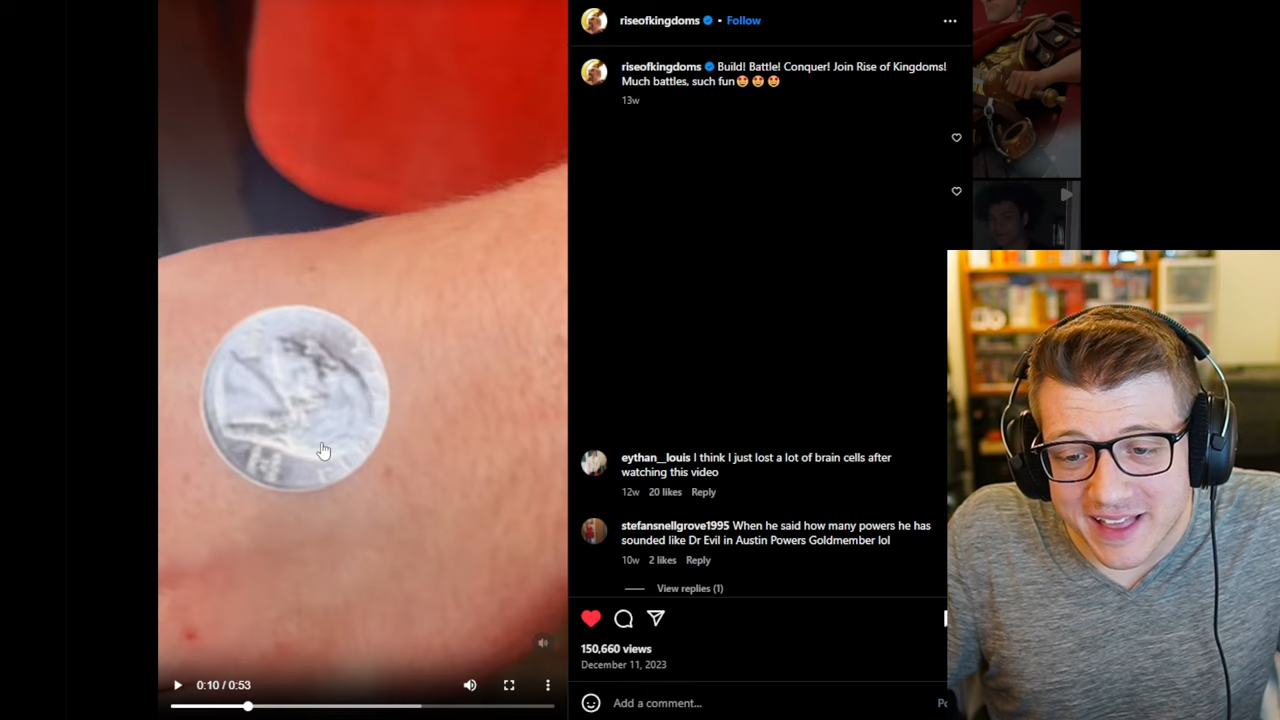 riseofkingdoms • Follow
riseofkingdoms Build! Battle! Conquer! Join Rise of Kingdoms!
Much battles, such fun🤩🤩🤩
13w
eythan__louis I think I just lost a lot of brain cells after
watching this video
12w 20 likes Reply
stefansnellgrove1995 When he said how many powers he has
sounded like Dr Evil in Austin Powers Goldmember lol
10w 2 likes Reply
View replies (1)
150,660 views
December 11, 2023
0:10 / 0:53
Add a comment...